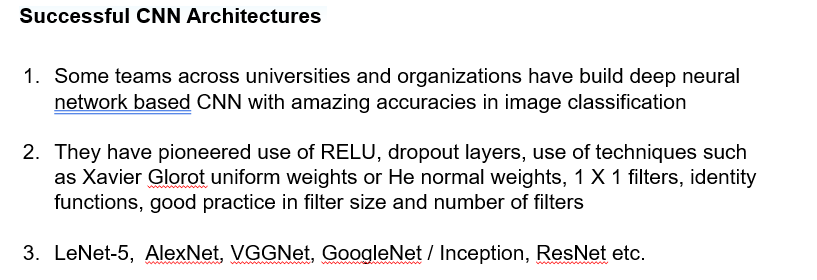 Successful CNN Architectures
1. Some teams across universities and organizations have build deep neural
network based CNN with amazing accuracies in image classification
2. They have pioneered use of RELU, dropout layers, use of techniques such
as Xavier Glorot uniform weights or He normal weights, 1 X 1 filters, identity
functions, good practice in filter size and number of filters
3. LeNet-5, AlexNet, VGGNet, GoogleNet / Inception, ResNet etc.